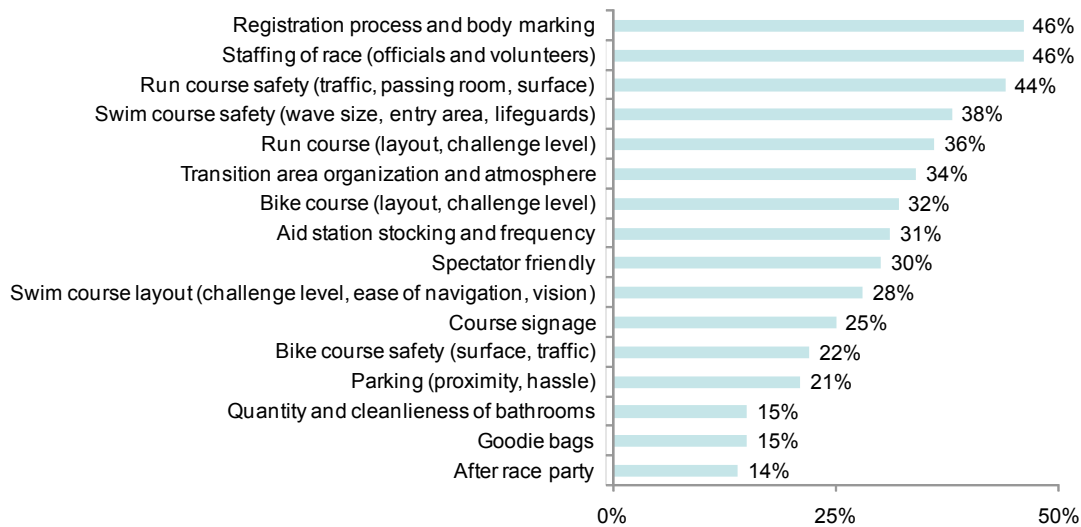 Registration process and body marking 46%
Staffing of race (officials and volunteers) 46%
Run course safety (traffic, passing room, surface) 44%
Swim course safety (wave size, entry area, lifeguards) 38%
Run course (layout, challenge level) 36%
Transition area organization and atmosphere 34%
Bike course (layout, challenge level) 32%
Aid station stocking and frequency 31%
Spectator friendly 30%
Swim course layout (challenge level, ease of navigation, vision) 28%
Course signage 25%
Bike course safety (surface, traffic) 22%
Parking (proximity, hassle) 21%
Quantity and cleanlieness of bathrooms 15%
Goodie bags 15%
After race party 14%
0% 25% 50%